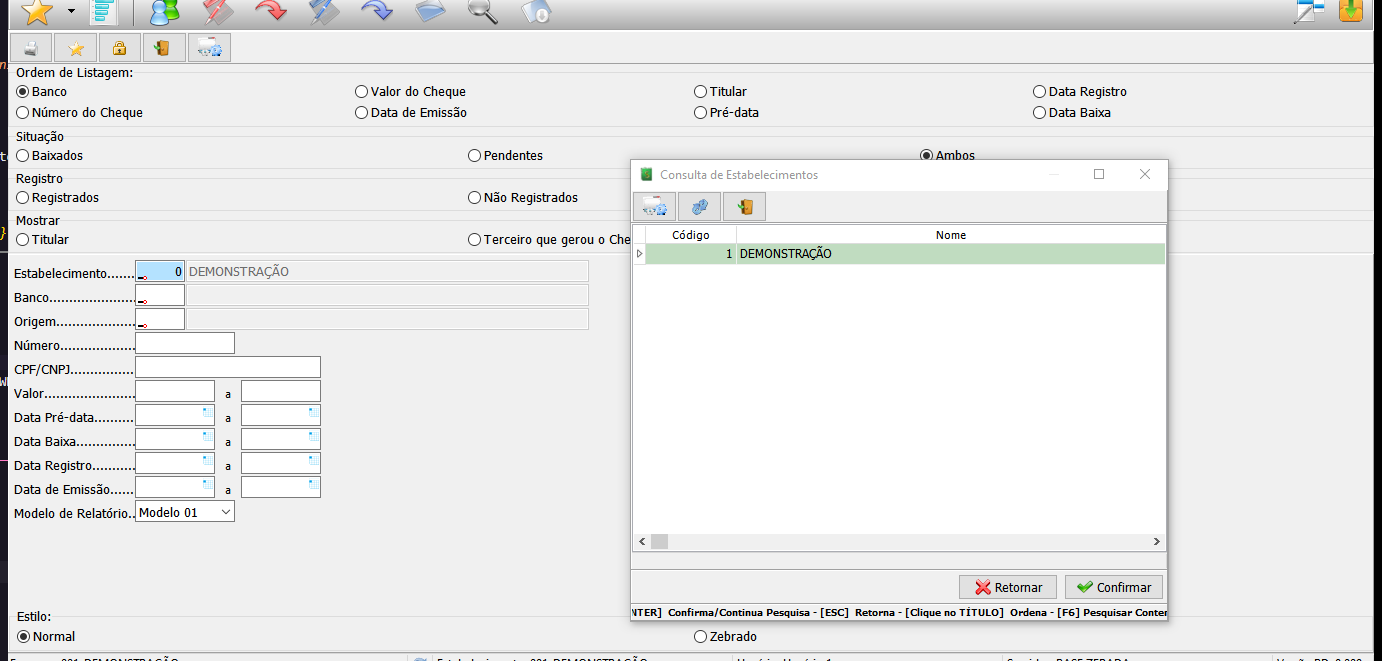 Ordem de Listagem:
Banco Valor do Cheque Titular Data Registro
Número do Cheque Data de Emissão Pré-data Data Baixa
Situação
Baixados Pendentes Ambos
Registro
Registrados Não Registrados
Mostrar
Titular Terceiro que gerou o Che
Estabelecimento....... 0 DEMONSTRAÇÃO
Banco
Origem
Número
CPF/CNPJ
Valor a
Data Pré-data a
Data Baixa a
Data Registro a
Data de Emissão a
Modelo de Relatório.. Modelo 01
Consulta de Estabelecimentos
Código Nome
1 DEMONSTRAÇÃO
Retornar Confirmar
NTER] Confirma/Continua Pesquisa - [ESC] Retorna - [Clique no TÍTULO] Ordena - [F6] Pesquisar Conter
Estilo:
Normal Zebrado